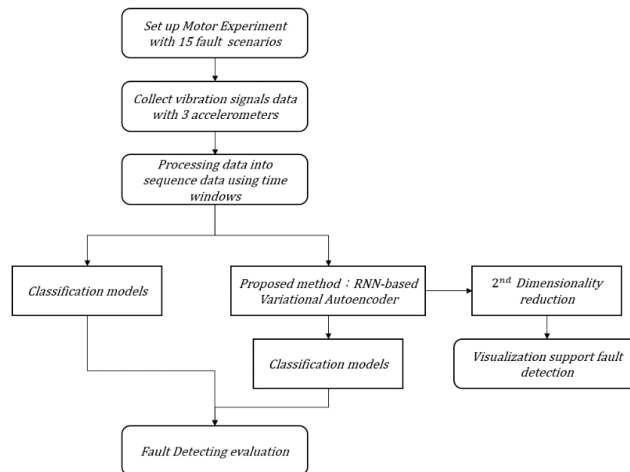 Set up Motor Experiment
with 15 fault scenarios
Collect vibration signals data
with 3 accelerometers
Processing data into
sequence data using time
windows
Classification models
Proposed method：RNN-based
Variational Autoencoder
2nd Dimensionality
reduction
Classification models
Visualization support fault
detection
Fault Detecting evaluation